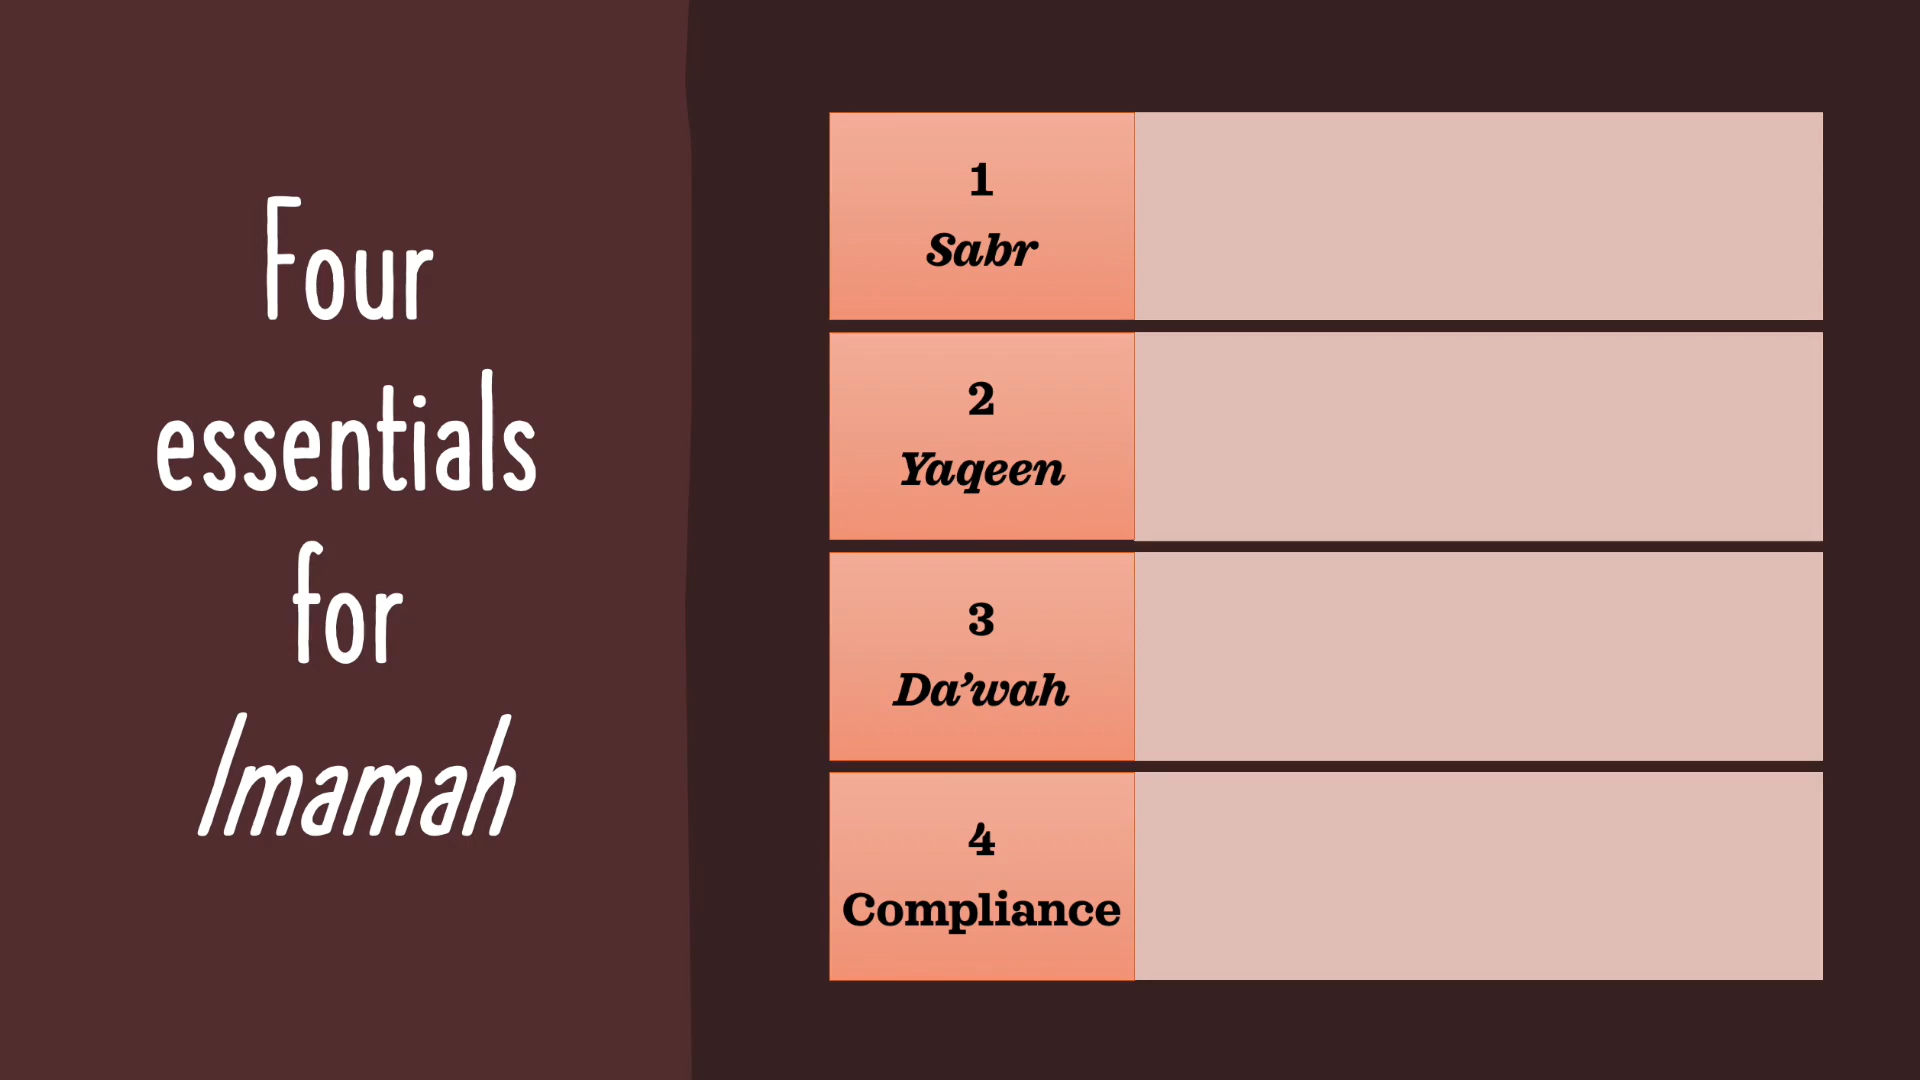 Four
essentials
for
Imamah
1
Sabr
2
Yaqeen
3
Da’wah
4
Compliance